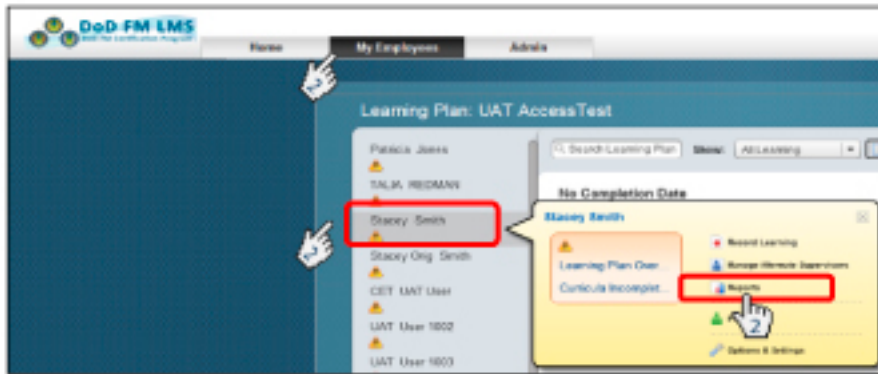 DoD FM LMS
Home My Employees Admin
Learning Plan: UAT AccessTest
Patricia Jones
Search Learning Plan Show: All Learning
TALIA REDMAN
No Completion Date
Stacey Smith
Stacey Smith
Record Learning
Stacey Orig Smith
Learning Plan Over...
Manage Alternate Supervisors
Curricula Incomplet...
Reports
CET UAT User
2
UAT User 1002
Options & Settings
UAT User 1003